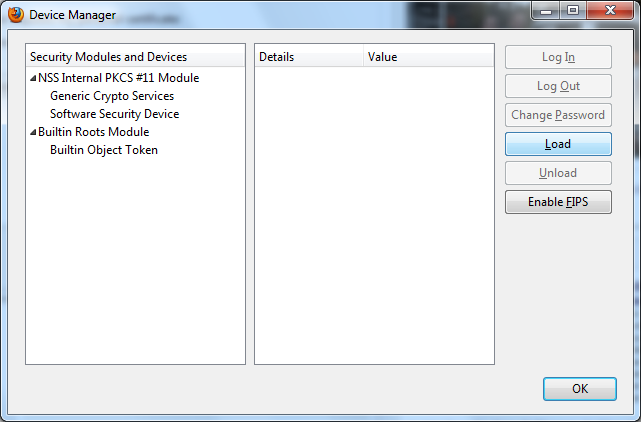 Device Manager
Security Modules and Devices
Details Value
NSS Internal PKCS #11 Module
Generic Crypto Services
Software Security Device
Builtin Roots Module
Builtin Object Token
Log In
Log Out
Change Password
Load
Unload
Enable FIPS
OK